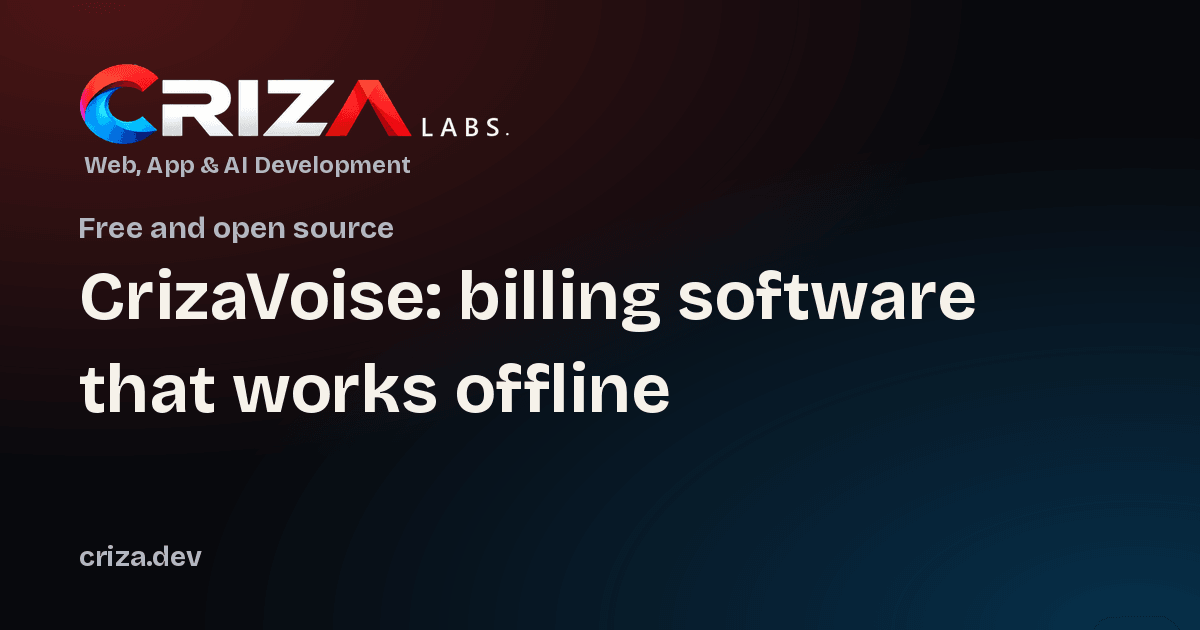 CRIZA LABS.
Web, App & AI Development
Free and open source
CrizaVoise: billing software
that works offline
criza.dev